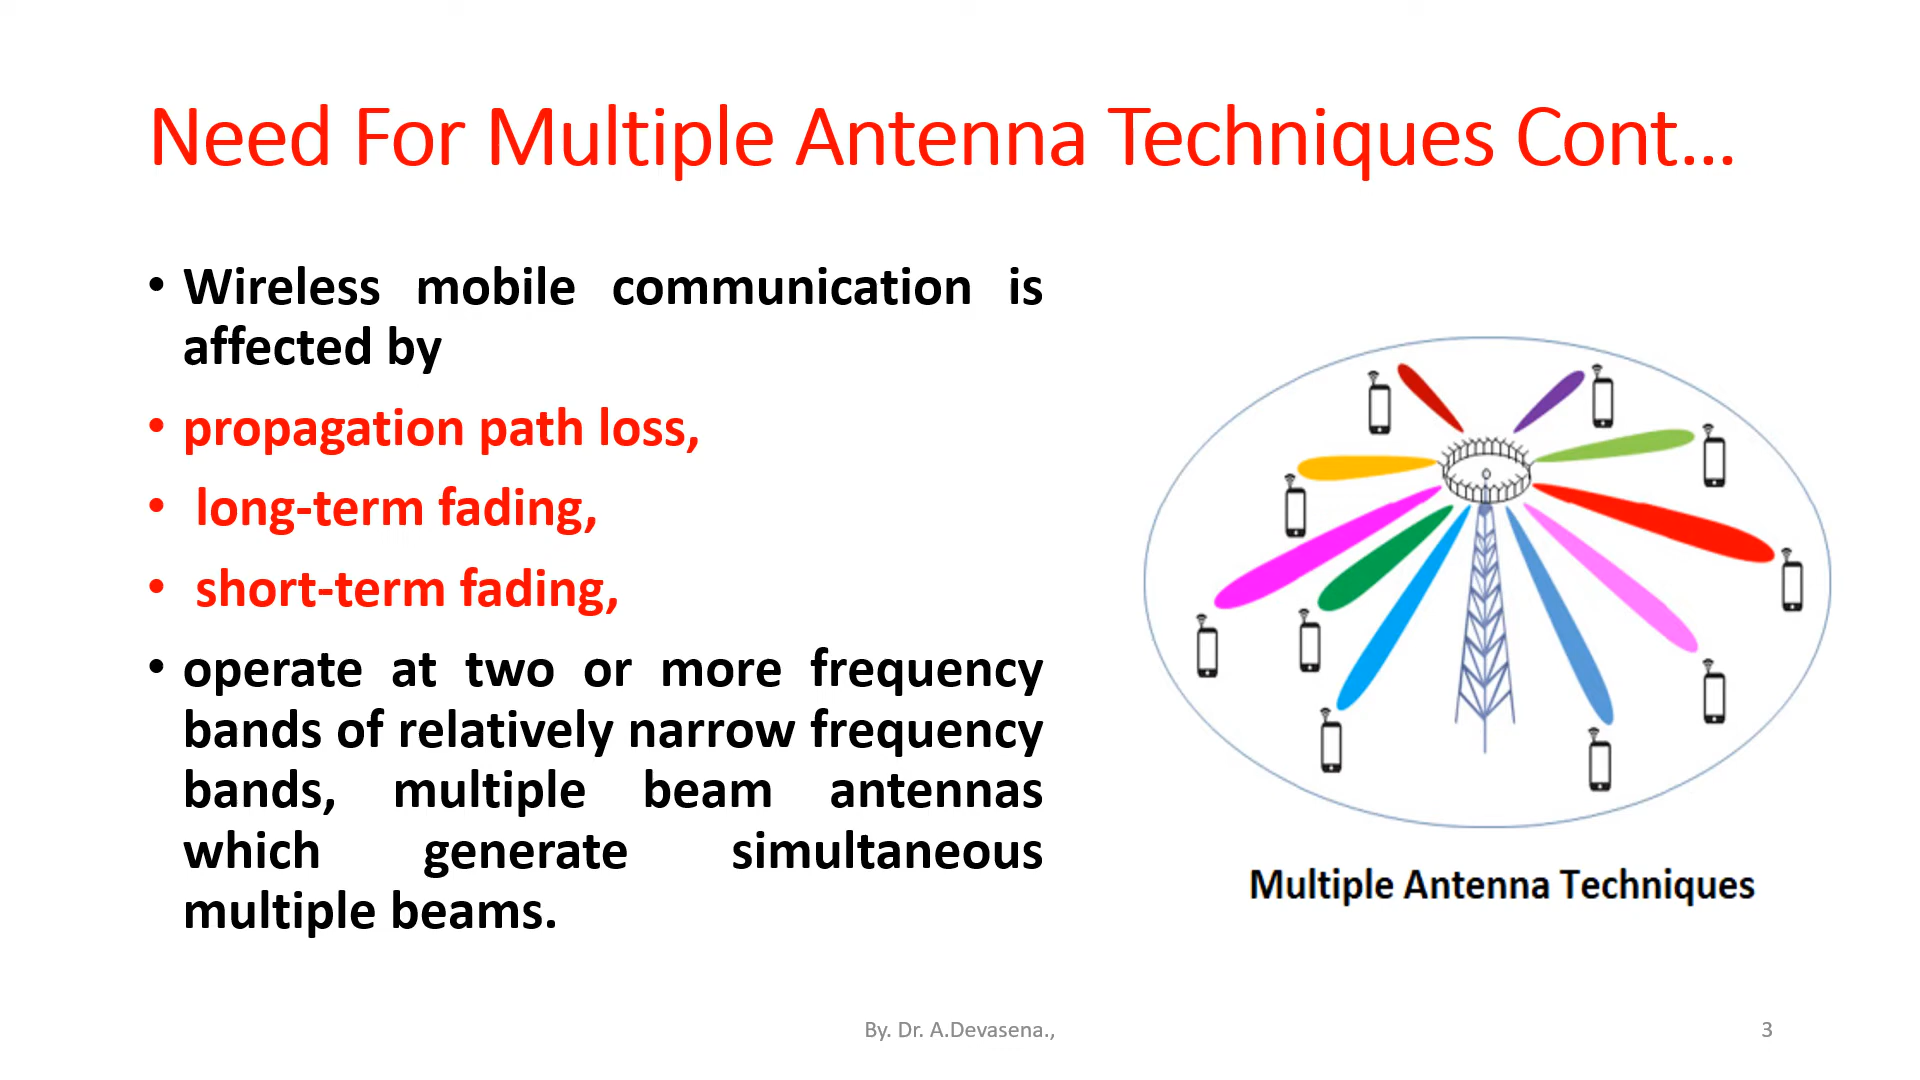 Need For Multiple Antenna Techniques Cont…
• Wireless mobile communication is
affected by
• propagation path loss,
• long-term fading,
• short-term fading,
• operate at two or more frequency
bands of relatively narrow frequency
bands, multiple beam antennas
which generate simultaneous
multiple beams.
Multiple Antenna Techniques
By. Dr. A.Devasena.,
3